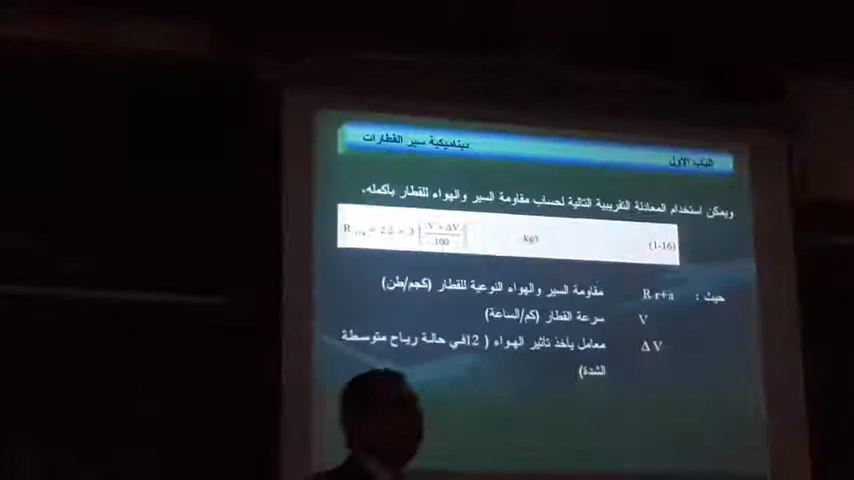 الباب الأول
ديناميكية سير القطارات
ويمكن استخدام المعادلة التقريبية التالية لحساب مقاومة السير والهواء للقطار بأكمله.
kg/t (1-16)
حيث : R r+a مقاومة السير والهواء النوعية للقطار (كجم/طن)
V سرعة القطار (كم/الساعة)
Δ V معامل يأخذ تأثير الهواء ( 12في حالة رياح متوسطة
الشدة)